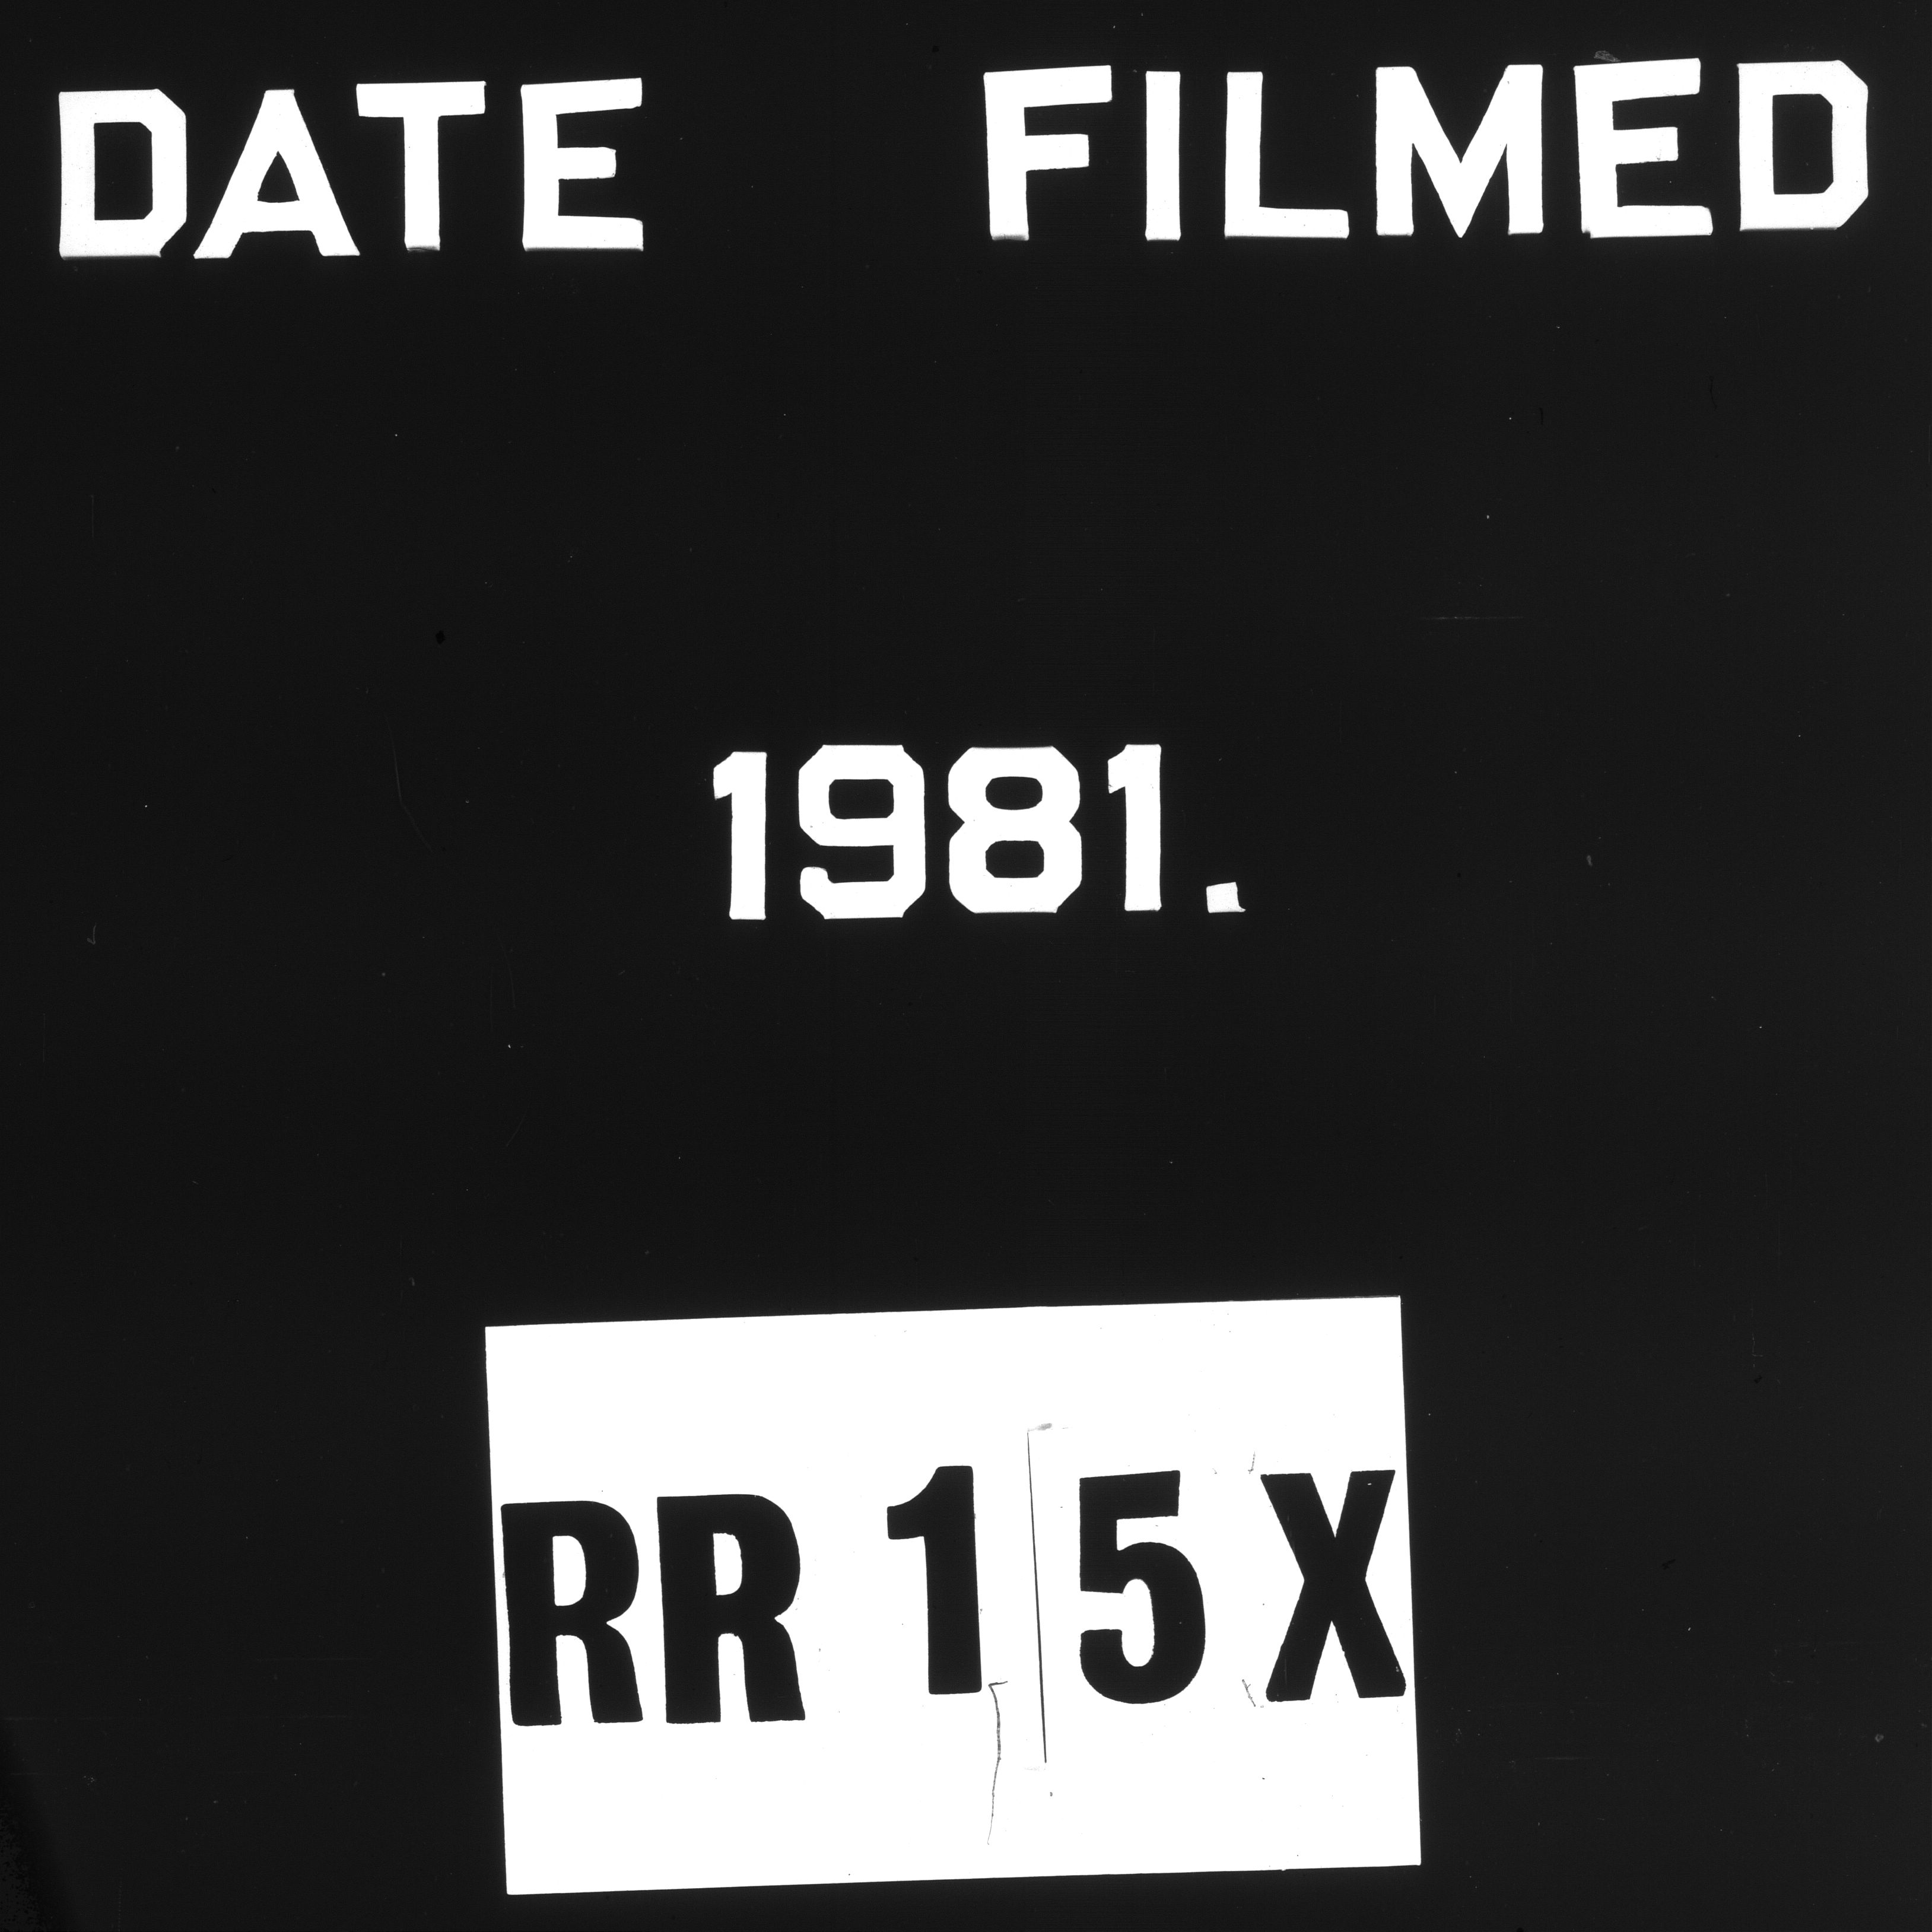 DATE FILMED
1981.
RR 15 X